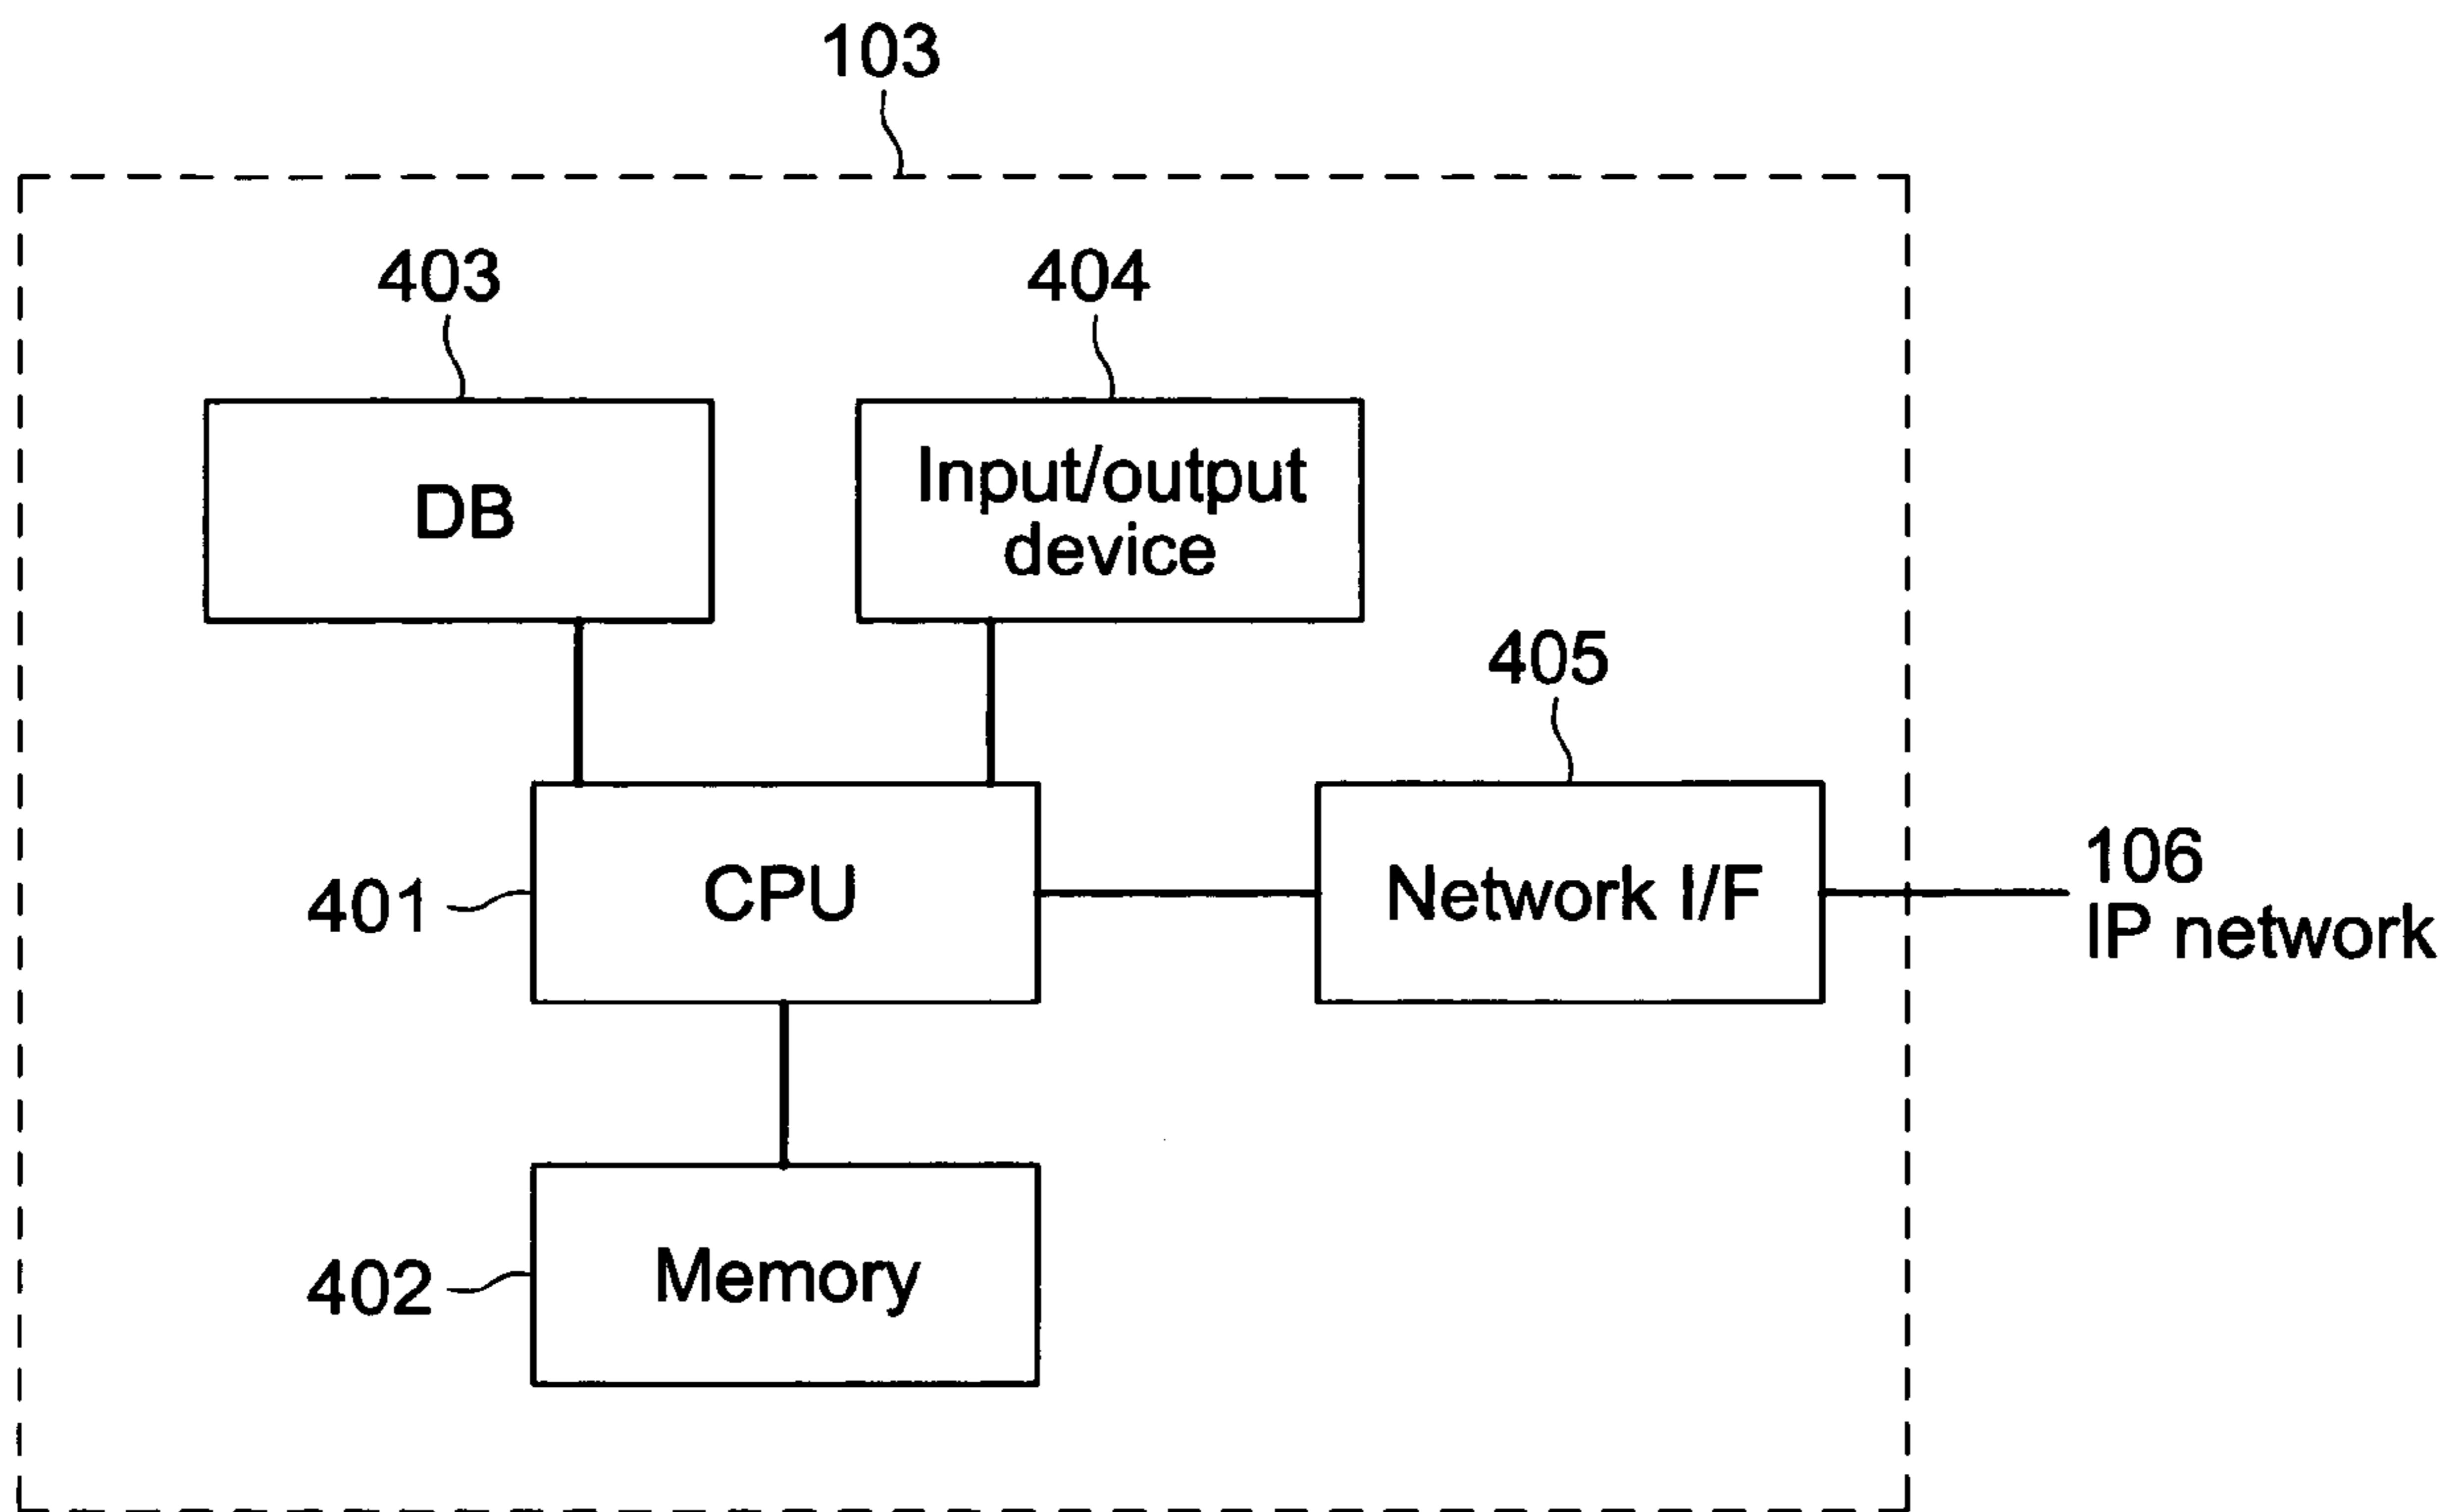 103
403
404
DB
Input/output
device
405
401
CPU
Network I/F
106
IP network
402
Memory